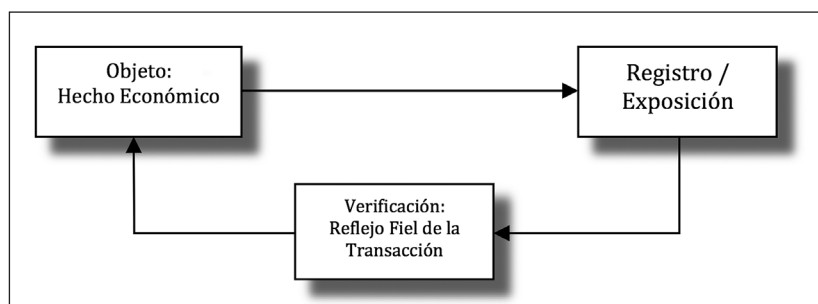 Objeto:
Hecho Económico
Registro /
Exposición
Verificación:
Reflejo Fiel de la
Transacción